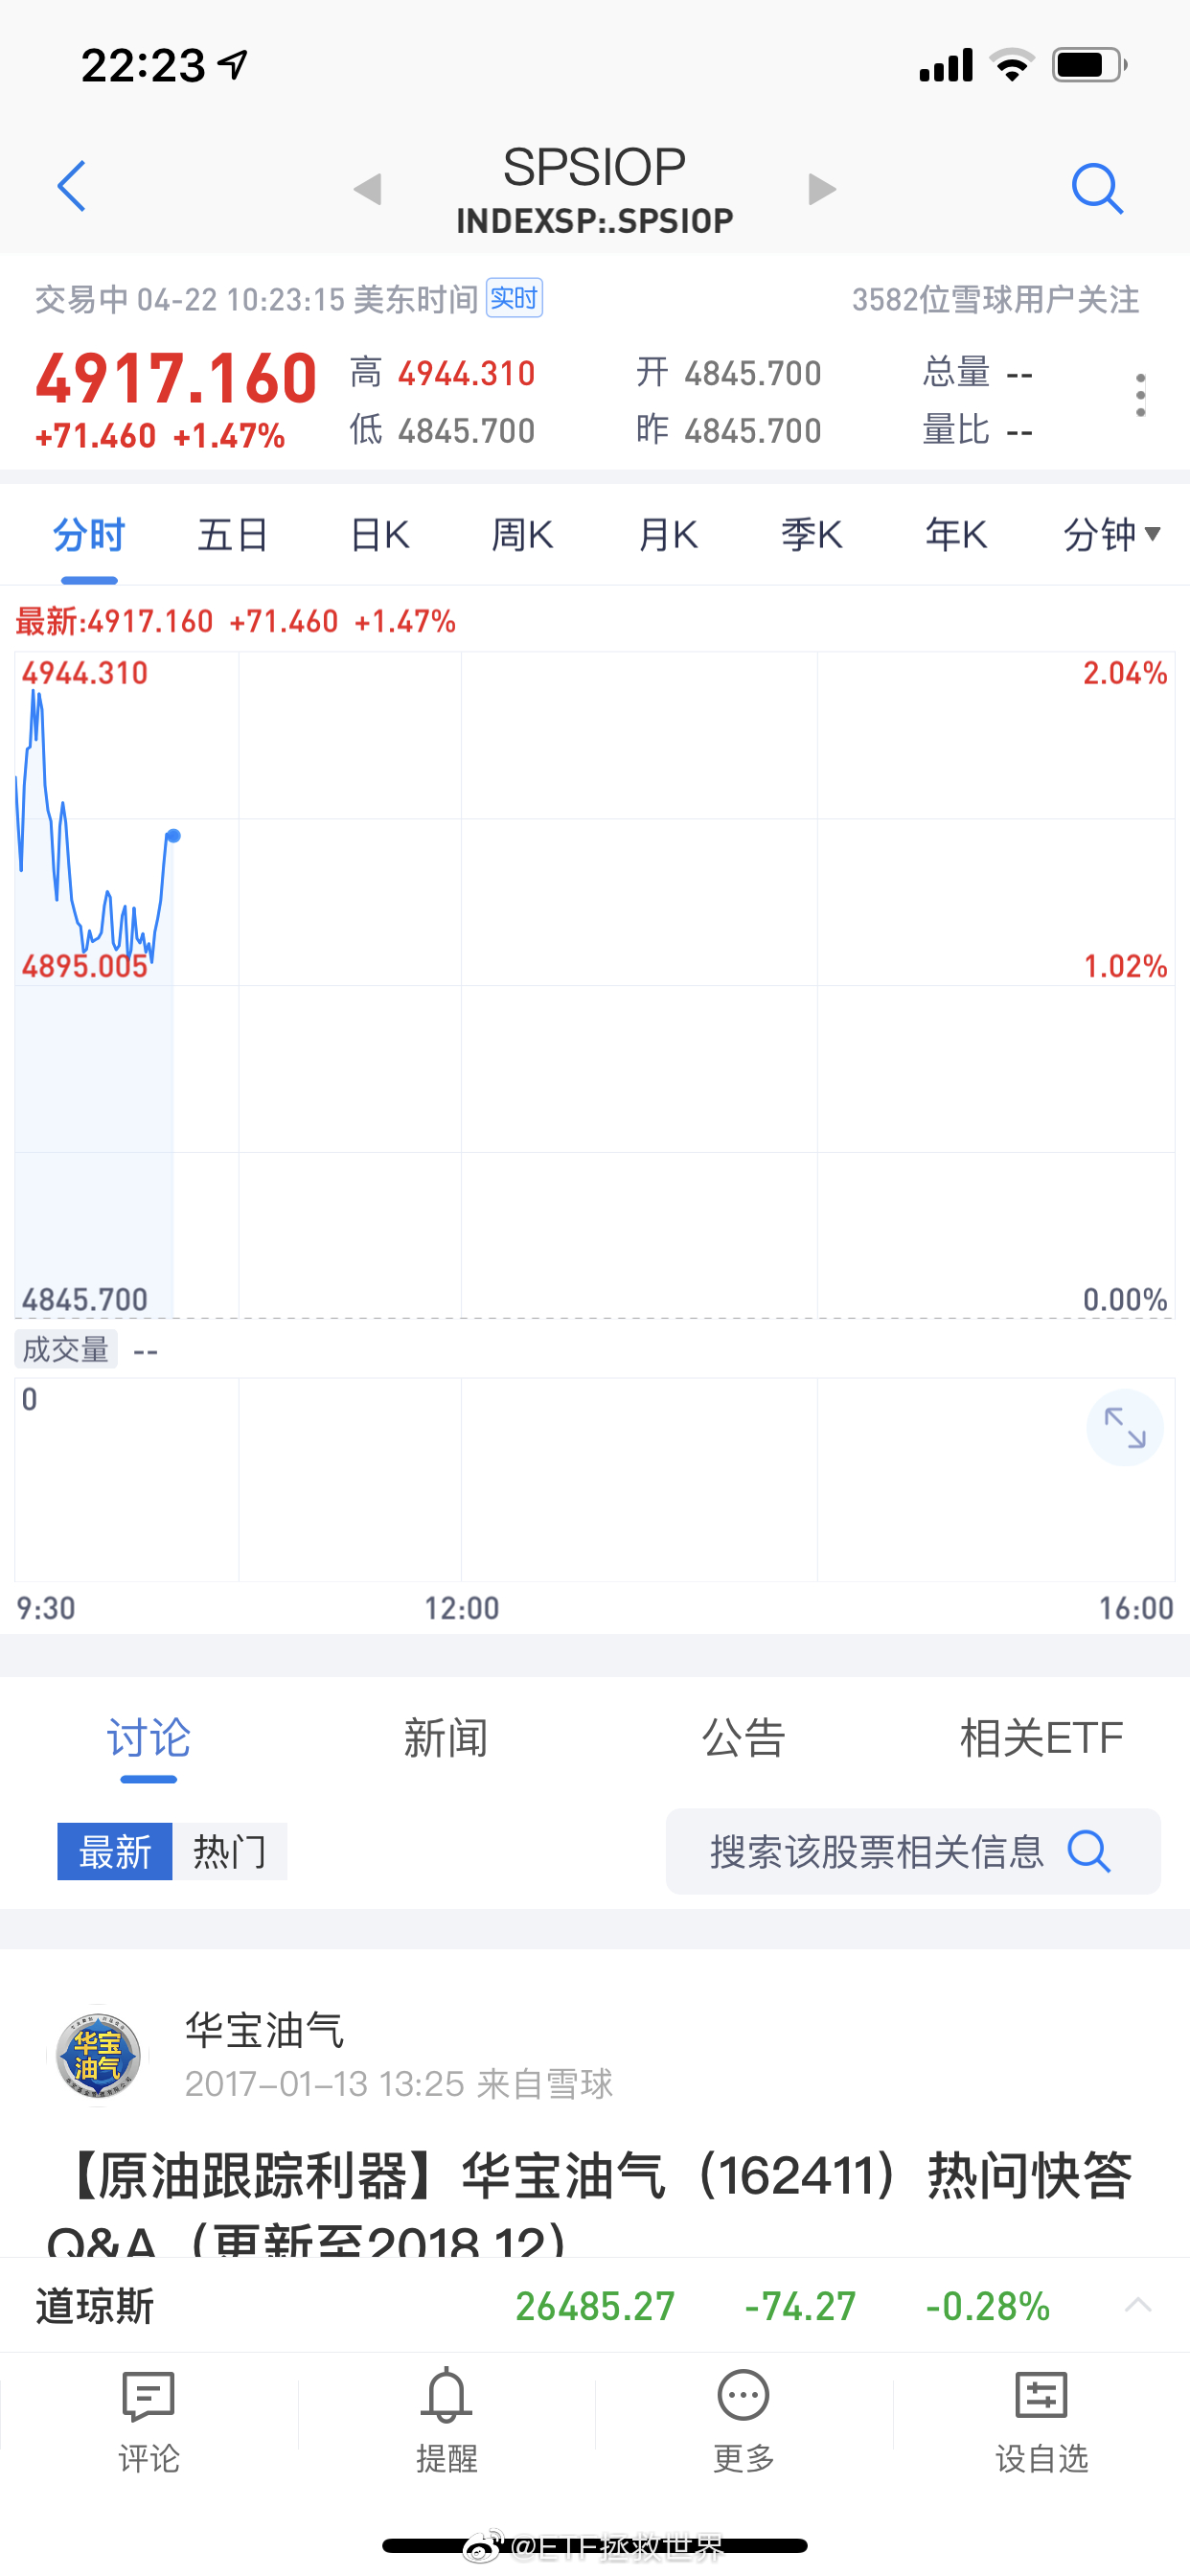 22:23
SPSIOP
INDEXSP:.SPSIOP
交易中 04-22 10:23:15 美东时间 实时 3582位雪球用户关注
4917.160 高 4944.310 开 4845.700 总量 --
+71.460 +1.47% 低 4845.700 昨 4845.700 量比 --
分时 五日 日K 周K 月K 季K 年K 分钟
最新:4917.160 +71.460 +1.47%
4944.310 2.04%
4895.005 1.02%
4845.700 0.00%
成交量 --
0
9:30 12:00 16:00
讨论 新闻 公告 相关ETF
最新 热门 搜索该股票相关信息
华宝油气
华宝
油气
2017-01-13 13:25 来自雪球
【原油跟踪利器】华宝油气（162411）热问快答
Q&A（更新至2018.12）
道琼斯 26485.27 -74.27 -0.28%
评论 提醒 更多 设自选
@ETF拯救世界